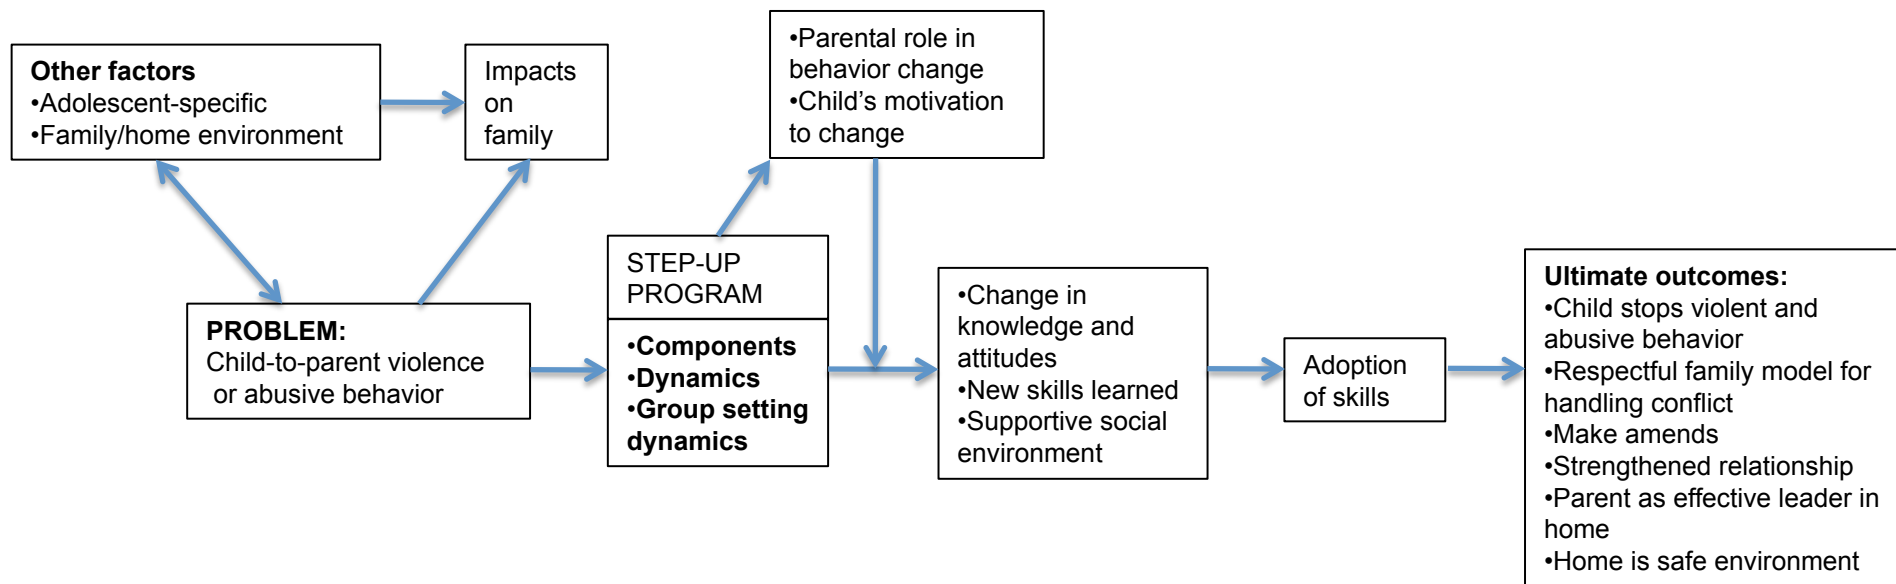 Other factors
•Adolescent-specific
•Family/home environment
Impacts
on
family
•Parental role in
behavior change
•Child’s motivation
to change
PROBLEM:
Child-to-parent violence
or abusive behavior
STEP-UP
PROGRAM
•Components
•Dynamics
•Group setting
dynamics
•Change in
knowledge and
attitudes
•New skills learned
•Supportive social
environment
Adoption
of skills
Ultimate outcomes:
•Child stops violent and
abusive behavior
•Respectful family model for
handling conflict
•Make amends
•Strengthened relationship
•Parent as effective leader in
home
•Home is safe environment